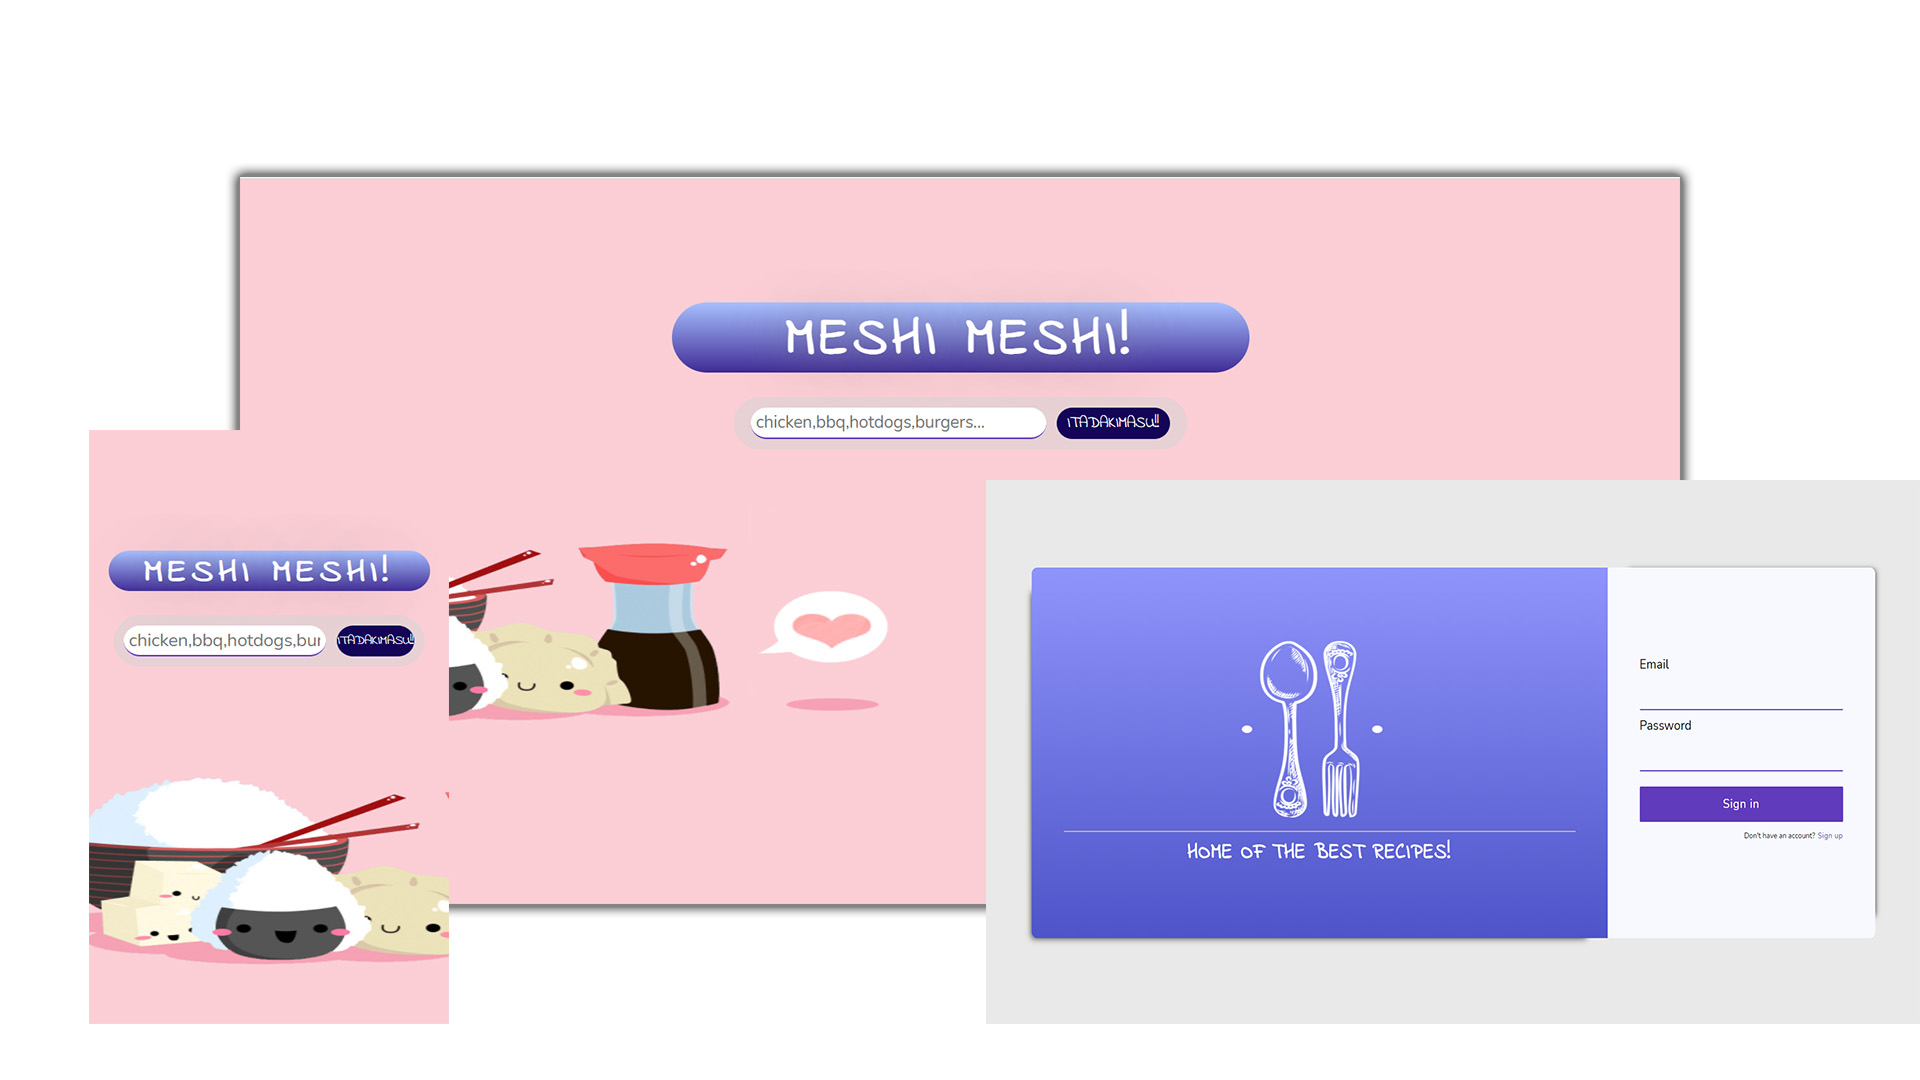 MESHI MESHI!
chicken,bbq,hotdogs,burgers...
ITADAKIMASU!!
MESHI MESHI!
chicken,bbq,hotdogs,bur
ITADAKIMASU!!
HOME OF THE BEST RECIPES!
Email
Password
Sign in
Don't have an account? Sign up